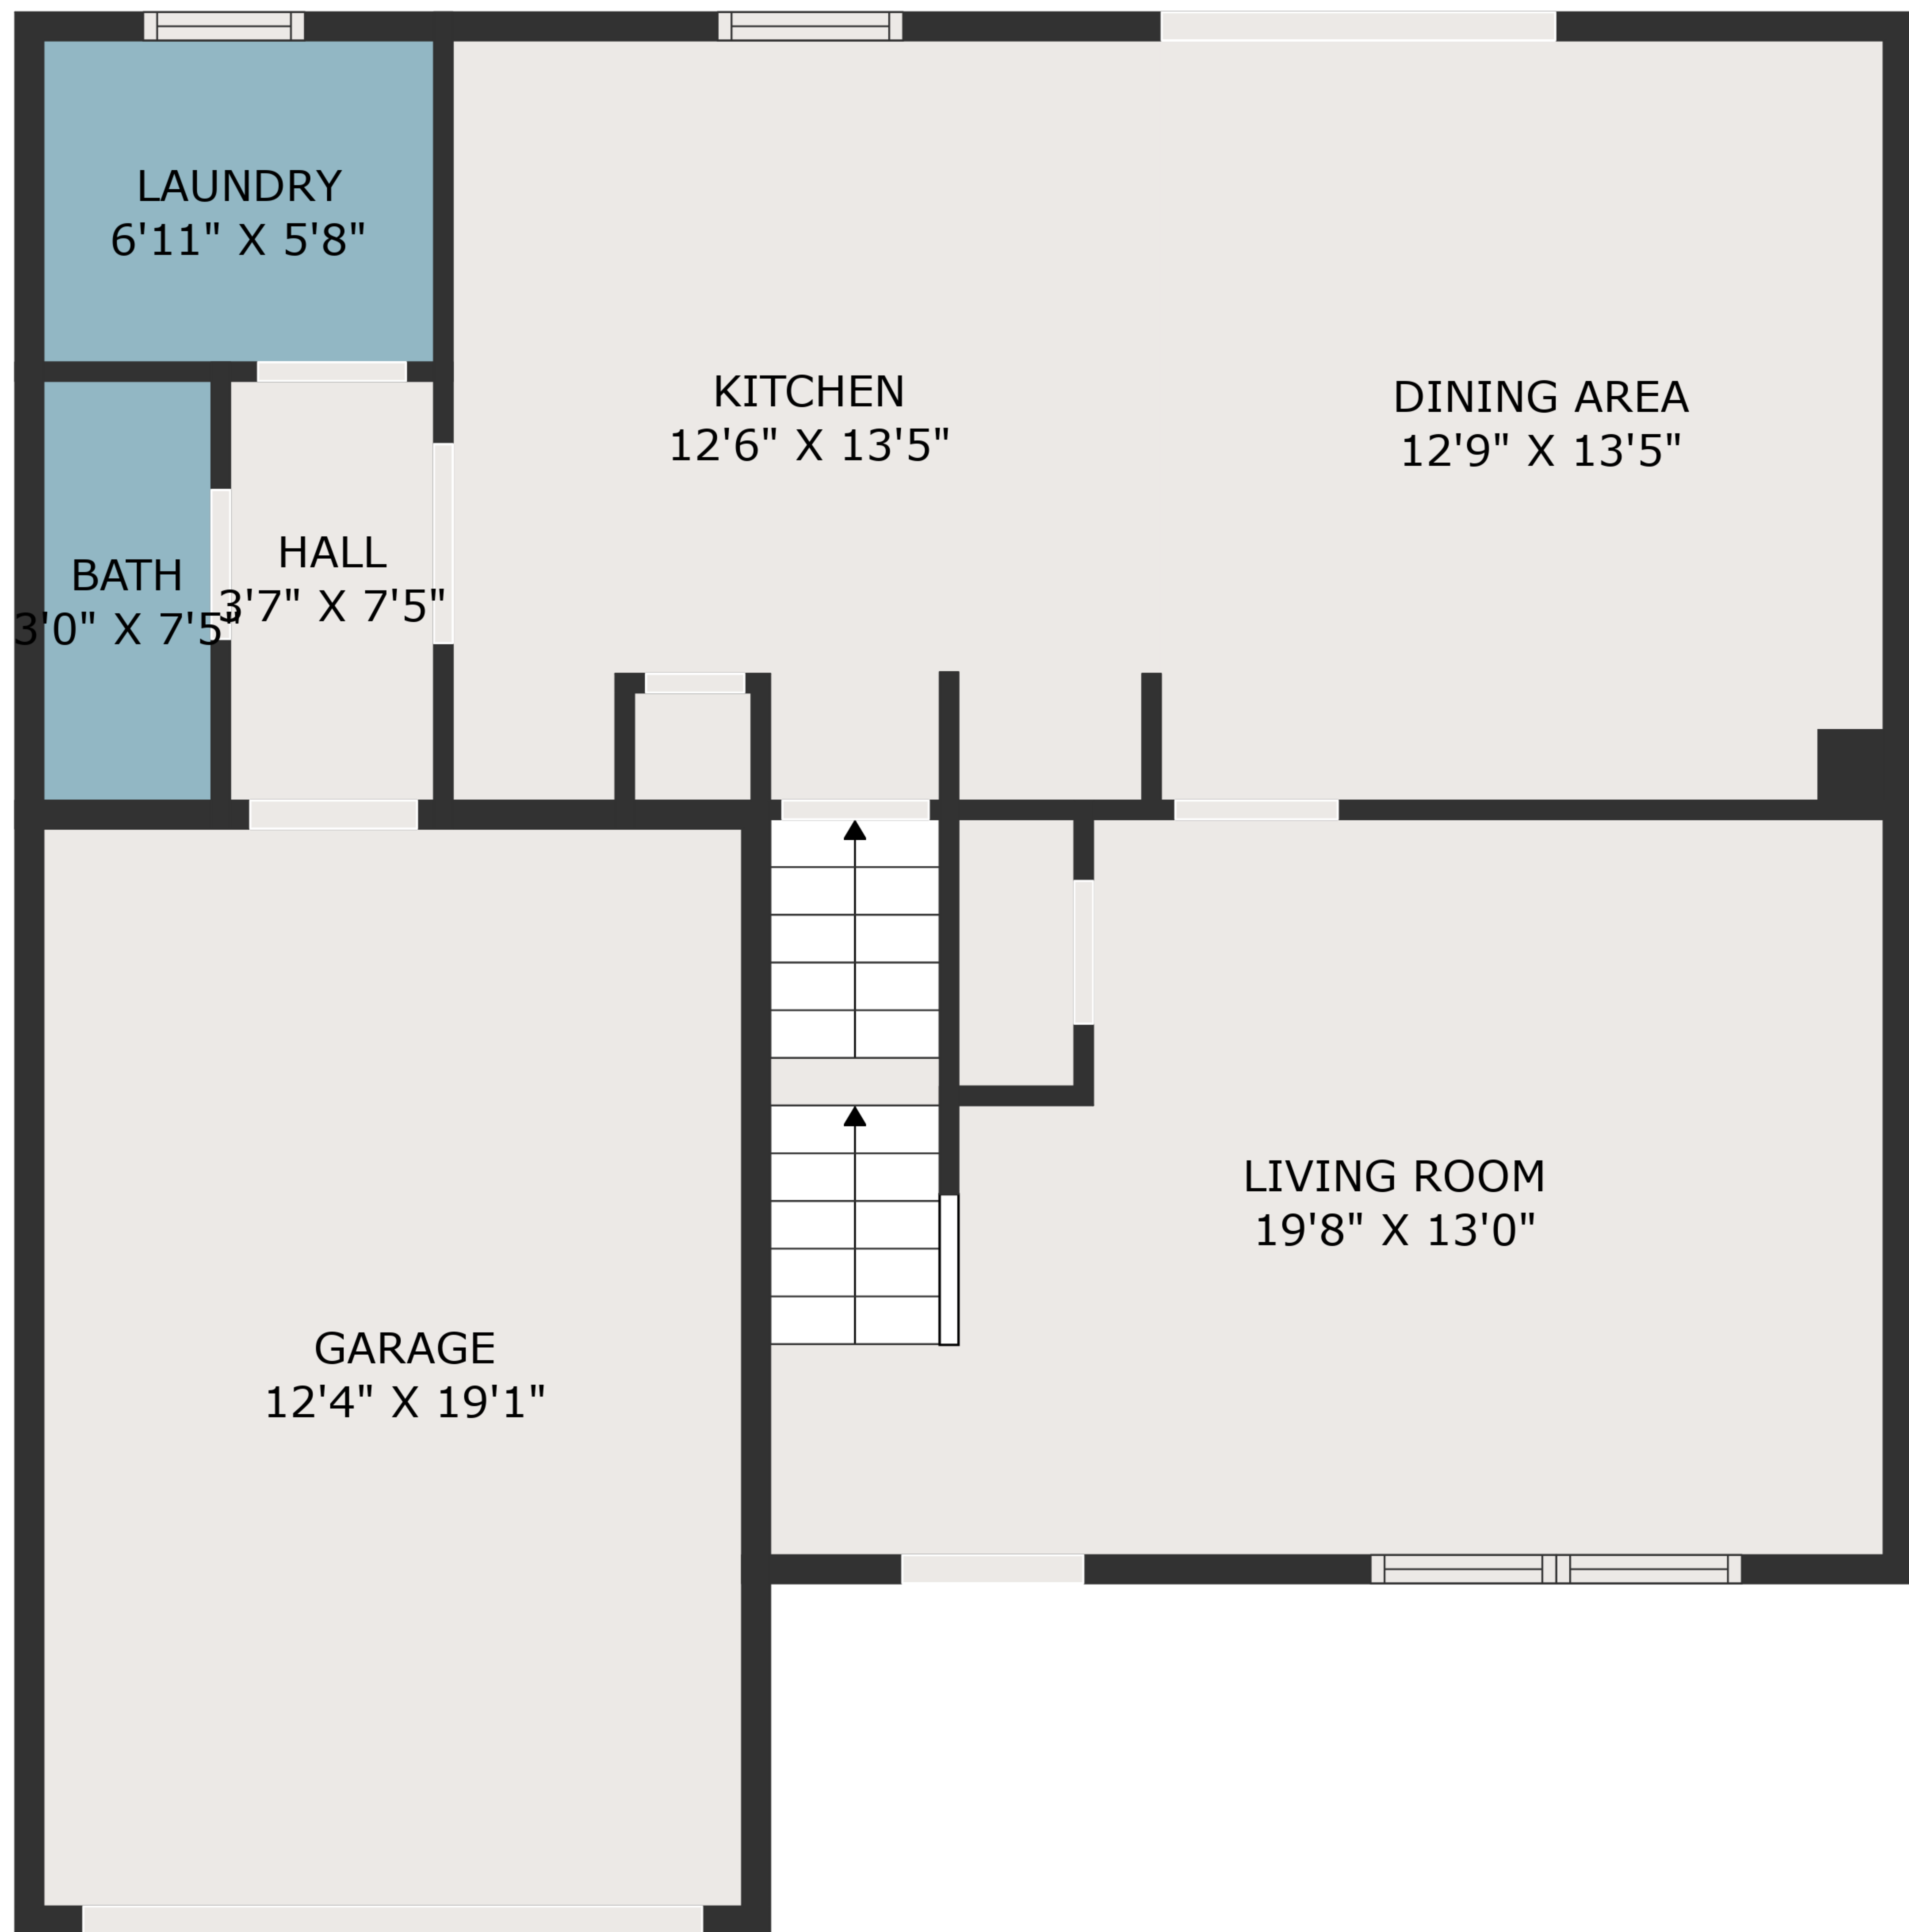 LAUNDRY
6'11" X 5'8"
KITCHEN
12'6" X 13'5"
DINING AREA
12'9" X 13'5"
HALL
3'7" X 7'5"
BATH
3'0" X 7'5"
LIVING ROOM
19'8" X 13'0"
GARAGE
12'4" X 19'1"